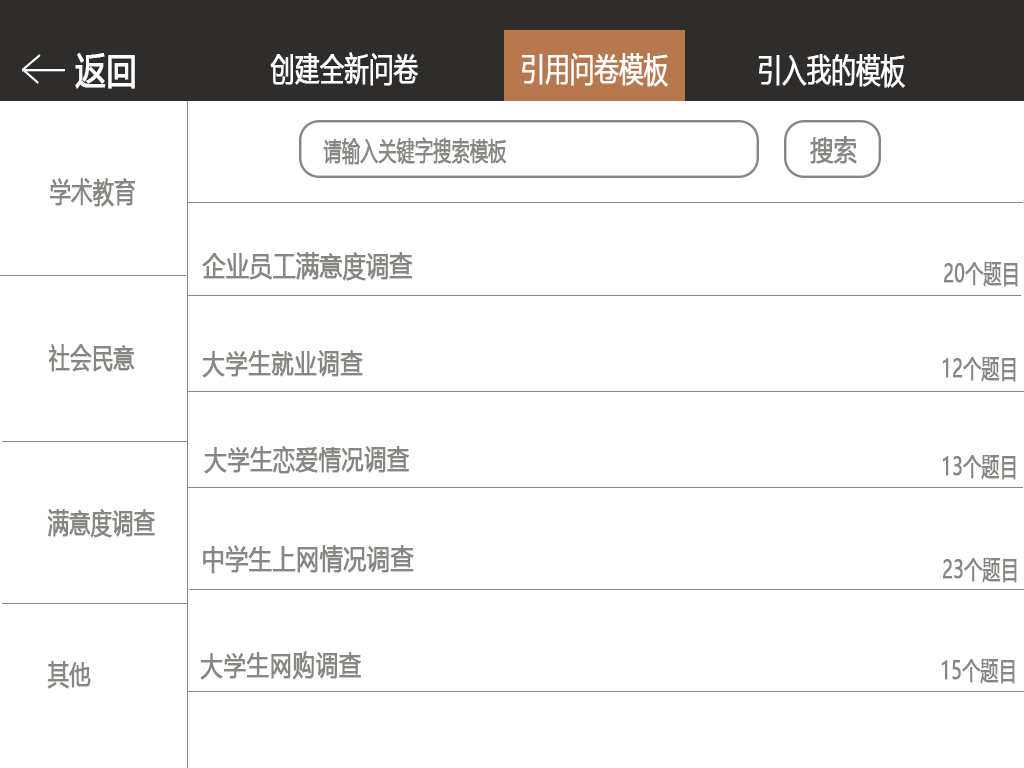 返回
创建全新问卷
引用问卷模板
引入我的模板
学术教育
社会民意
满意度调查
其他
请输入关键字搜索模板
搜索
企业员工满意度调查
20个题目
大学生就业调查
12个题目
大学生恋爱情况调查
13个题目
中学生上网情况调查
23个题目
大学生网购调查
15个题目